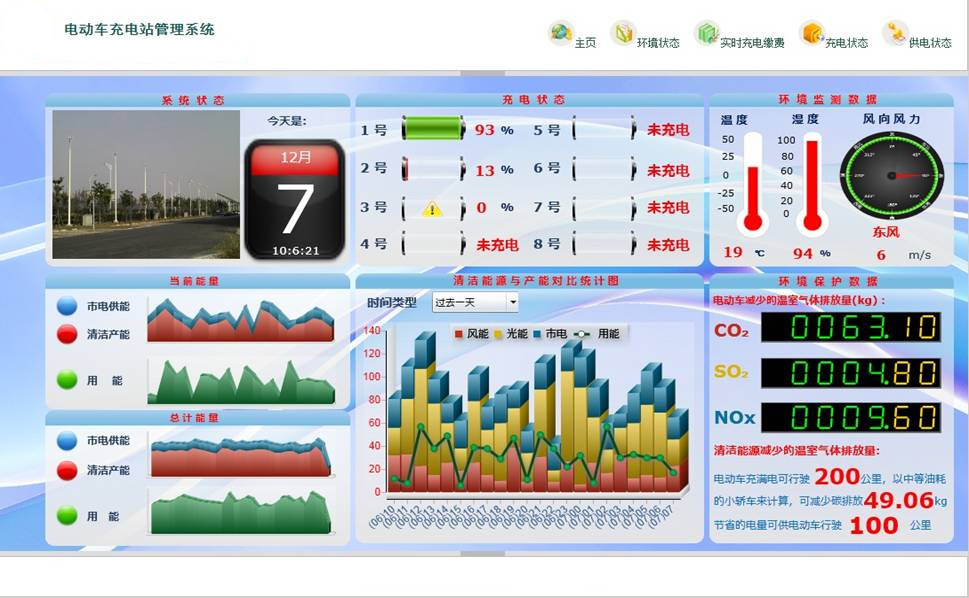 电动车充电站管理系统
主页 环境状态 实时充电缴费 充电状态 供电状态
系统状态
今天是:
12月
7
10:6:21
充电状态
1号 93 % 5号 未充电
2号 13 % 6号 未充电
3号 0 % 7号 未充电
4号 未充电 8号 未充电
环境监测数据
温度 湿度 风向风力
50 100
25 80
0 60
-25 40
-50 20
0
东风
19 ℃ 94 % 6 m/s
当前能量
市电供能
清洁产能
用 能
总计能量
市电供能
清洁产能
用 能
清洁能源与产能对比统计图
时间类型 过去一天
风能 光能 市电 用能
140
120
100
80
60
40
20
0
(06,10 (06,11 (06,12 (06,13 (06,14 (06,15 (06,16 (06,17 (06,18 (06,19 (06,20 (06,21 (06,22 (06,23 (07,00 (07,01 (07,02 (07,03 (07,04 (07,05 (07,06 (07,07
环境保护数据
电动车减少的温室气体排放量(kg):
CO₂ 0063.10
SO₂ 0004.80
NOx 0009.60
清洁能源减少的温室气体排放量:
电动车充满电可行驶 200公里,以中等油耗
的小轿车来计算,可减少碳排放49.06kg
节省的电量可供电动车行驶 100 公里